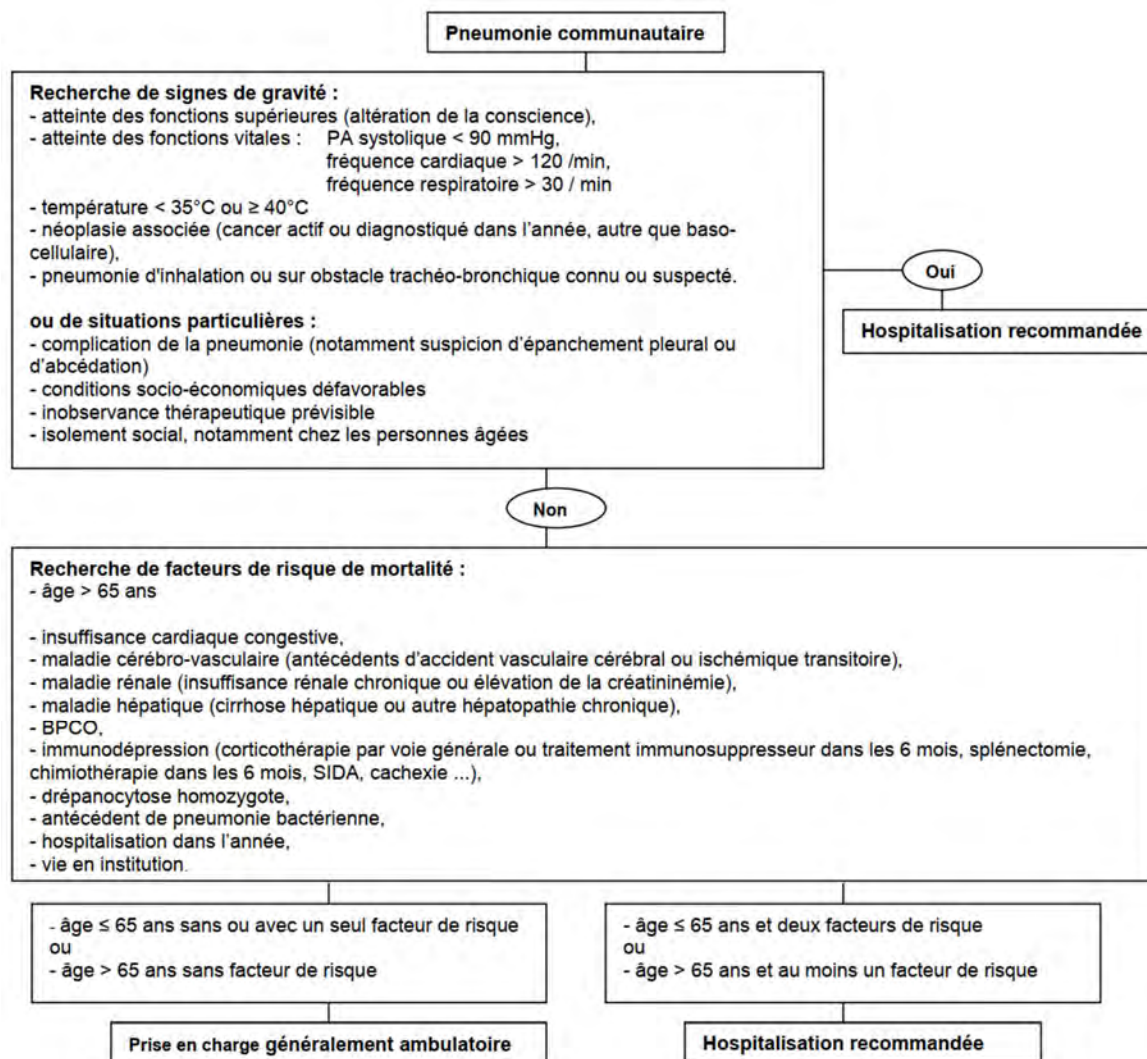 Pneumonie communautaire
Recherche de signes de gravité :
- atteinte des fonctions supérieures (altération de la conscience),
- atteinte des fonctions vitales : PA systolique < 90 mmHg,
fréquence cardiaque > 120 /min,
fréquence respiratoire > 30 / min
- température < 35°C ou ≥ 40°C
- néoplasie associée (cancer actif ou diagnostiqué dans l'année, autre que baso-
cellulaire),
- pneumonie d'inhalation ou sur obstacle trachéo-bronchique connu ou suspecté.
ou de situations particulières :
- complication de la pneumonie (notamment suspicion d'épanchement pleural ou
d'abcédation)
- conditions socio-économiques défavorables
- inobservance thérapeutique prévisible
- isolement social, notamment chez les personnes âgées
Oui
Hospitalisation recommandée
Non
Recherche de facteurs de risque de mortalité :
- âge > 65 ans
- insuffisance cardiaque congestive,
- maladie cérébro-vasculaire (antécédents d'accident vasculaire cérébral ou ischémique transitoire),
- maladie rénale (insuffisance rénale chronique ou élévation de la créatininémie),
- maladie hépatique (cirrhose hépatique ou autre hépatopathie chronique),
- BPCO,
- immunodépression (corticothérapie par voie générale ou traitement immunosuppresseur dans les 6 mois, splénectomie,
chimiothérapie dans les 6 mois, SIDA, cachexie ...),
- drépanocytose homozygote,
- antécédent de pneumonie bactérienne,
- hospitalisation dans l'année,
- vie en institution.
- âge ≤ 65 ans sans ou avec un seul facteur de risque
ou
- âge > 65 ans sans facteur de risque
- âge ≤ 65 ans et deux facteurs de risque
ou
- âge > 65 ans et au moins un facteur de risque
Prise en charge généralement ambulatoire
Hospitalisation recommandée